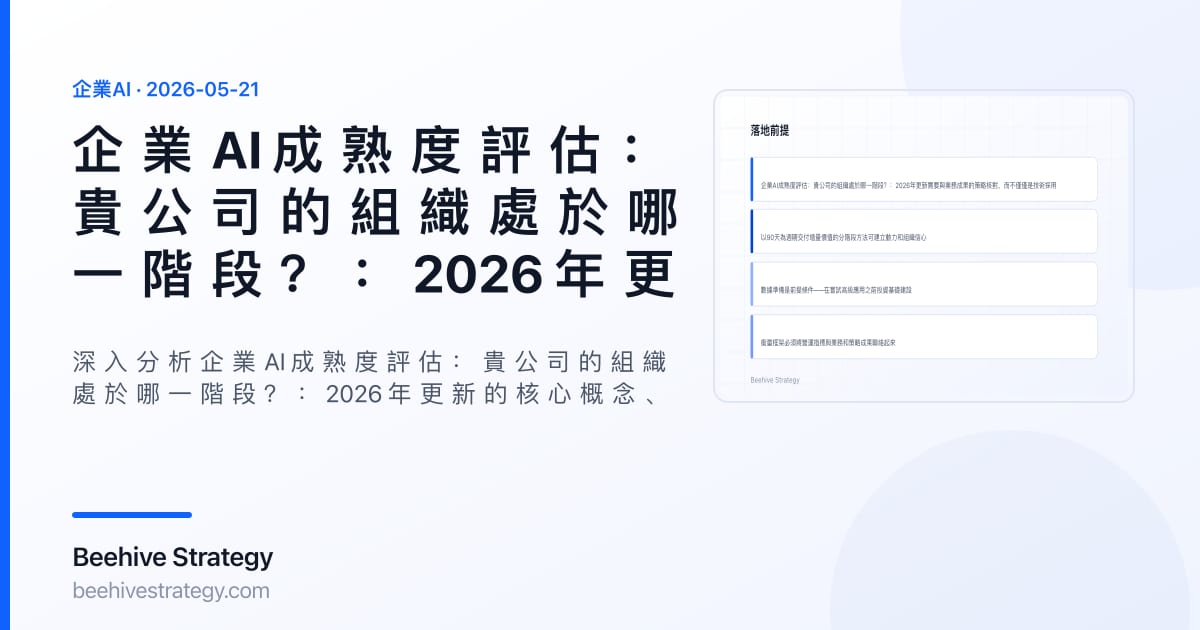 企業AI · 2026-05-21
企業AI成熟度評估：
貴公司的組織處於哪
一階段？：2026年更
深入分析企業AI成熟度評估：貴公司的組織
處於哪一階段？：2026年更新的核心概念、
Beehive Strategy
beehivestrategy.com
落地前提
企業AI成熟度評估：貴公司的組織處於哪一階段？：2026年更新需要與業務成果的策略校對，而不僅僅是技術採用
以90天為週期交付增量價值的分階段方法可建立動力和組織信心
數據準備是前提條件——在嘗試高級應用之前投資基礎建設
衡量框架必須將營運指標與業務和策略成果聯絡起來
Beehive Strategy